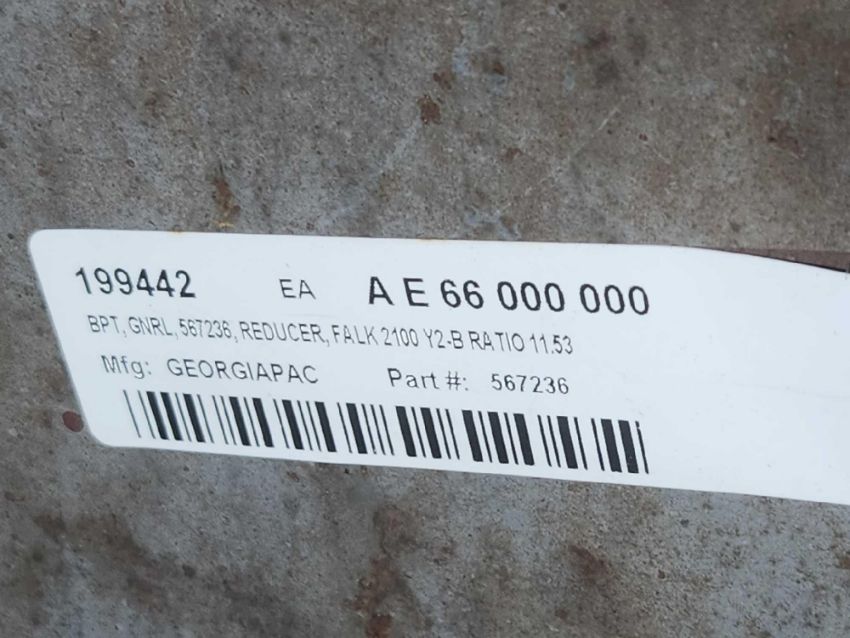 199442 EA A E 66 000 000
BPT, GNRL, 567236, REDUCER, FALK 2100 Y2-B RATIO 11.53
Mfg: GEORGIAPAC Part #: 567236